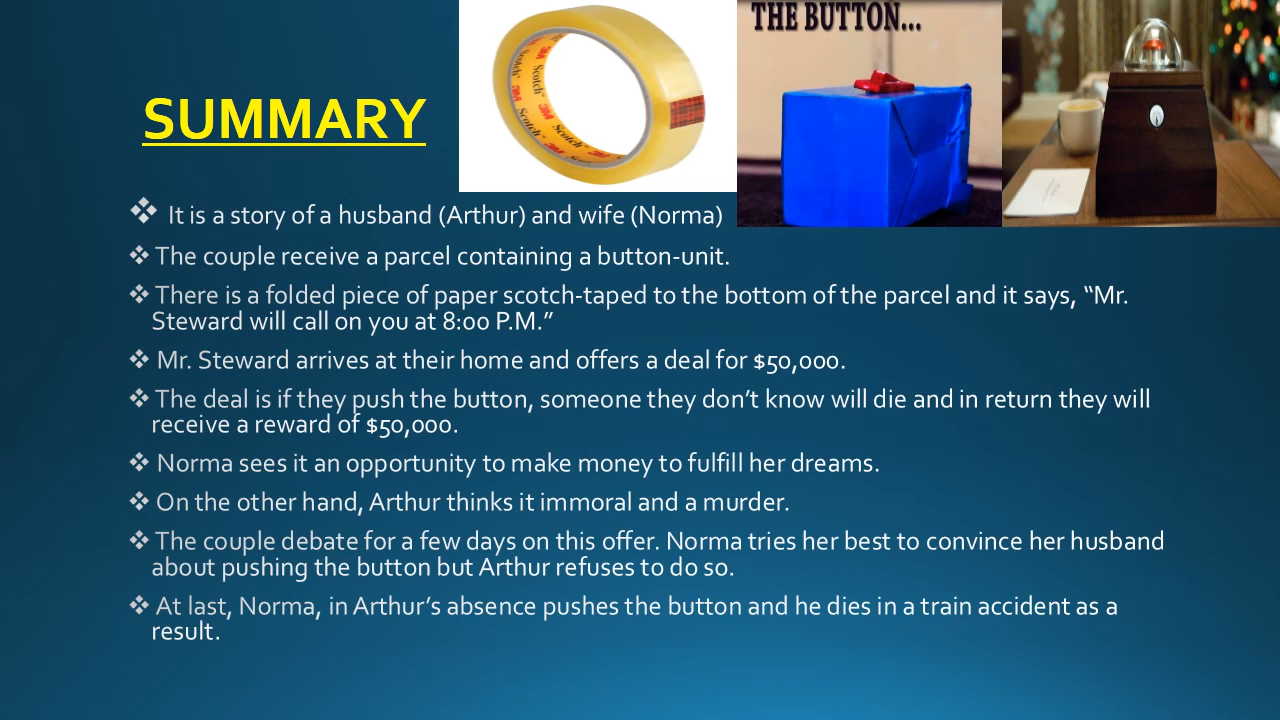 THE BUTTON...
3M Scotch 3M Scotch 3M Scotch
SUMMARY
❖ It is a story of a husband (Arthur) and wife (Norma)
❖ The couple receive a parcel containing a button-unit.
❖ There is a folded piece of paper scotch-taped to the bottom of the parcel and it says, “Mr.
Steward will call on you at 8:00 P.M.”
❖ Mr. Steward arrives at their home and offers a deal for $50,000.
❖ The deal is if they push the button, someone they don’t know will die and in return they will
receive a reward of $50,000.
❖ Norma sees it an opportunity to make money to fulfill her dreams.
❖ On the other hand, Arthur thinks it immoral and a murder.
❖ The couple debate for a few days on this offer. Norma tries her best to convince her husband
about pushing the button but Arthur refuses to do so.
❖ At last, Norma, in Arthur’s absence pushes the button and he dies in a train accident as a
result.